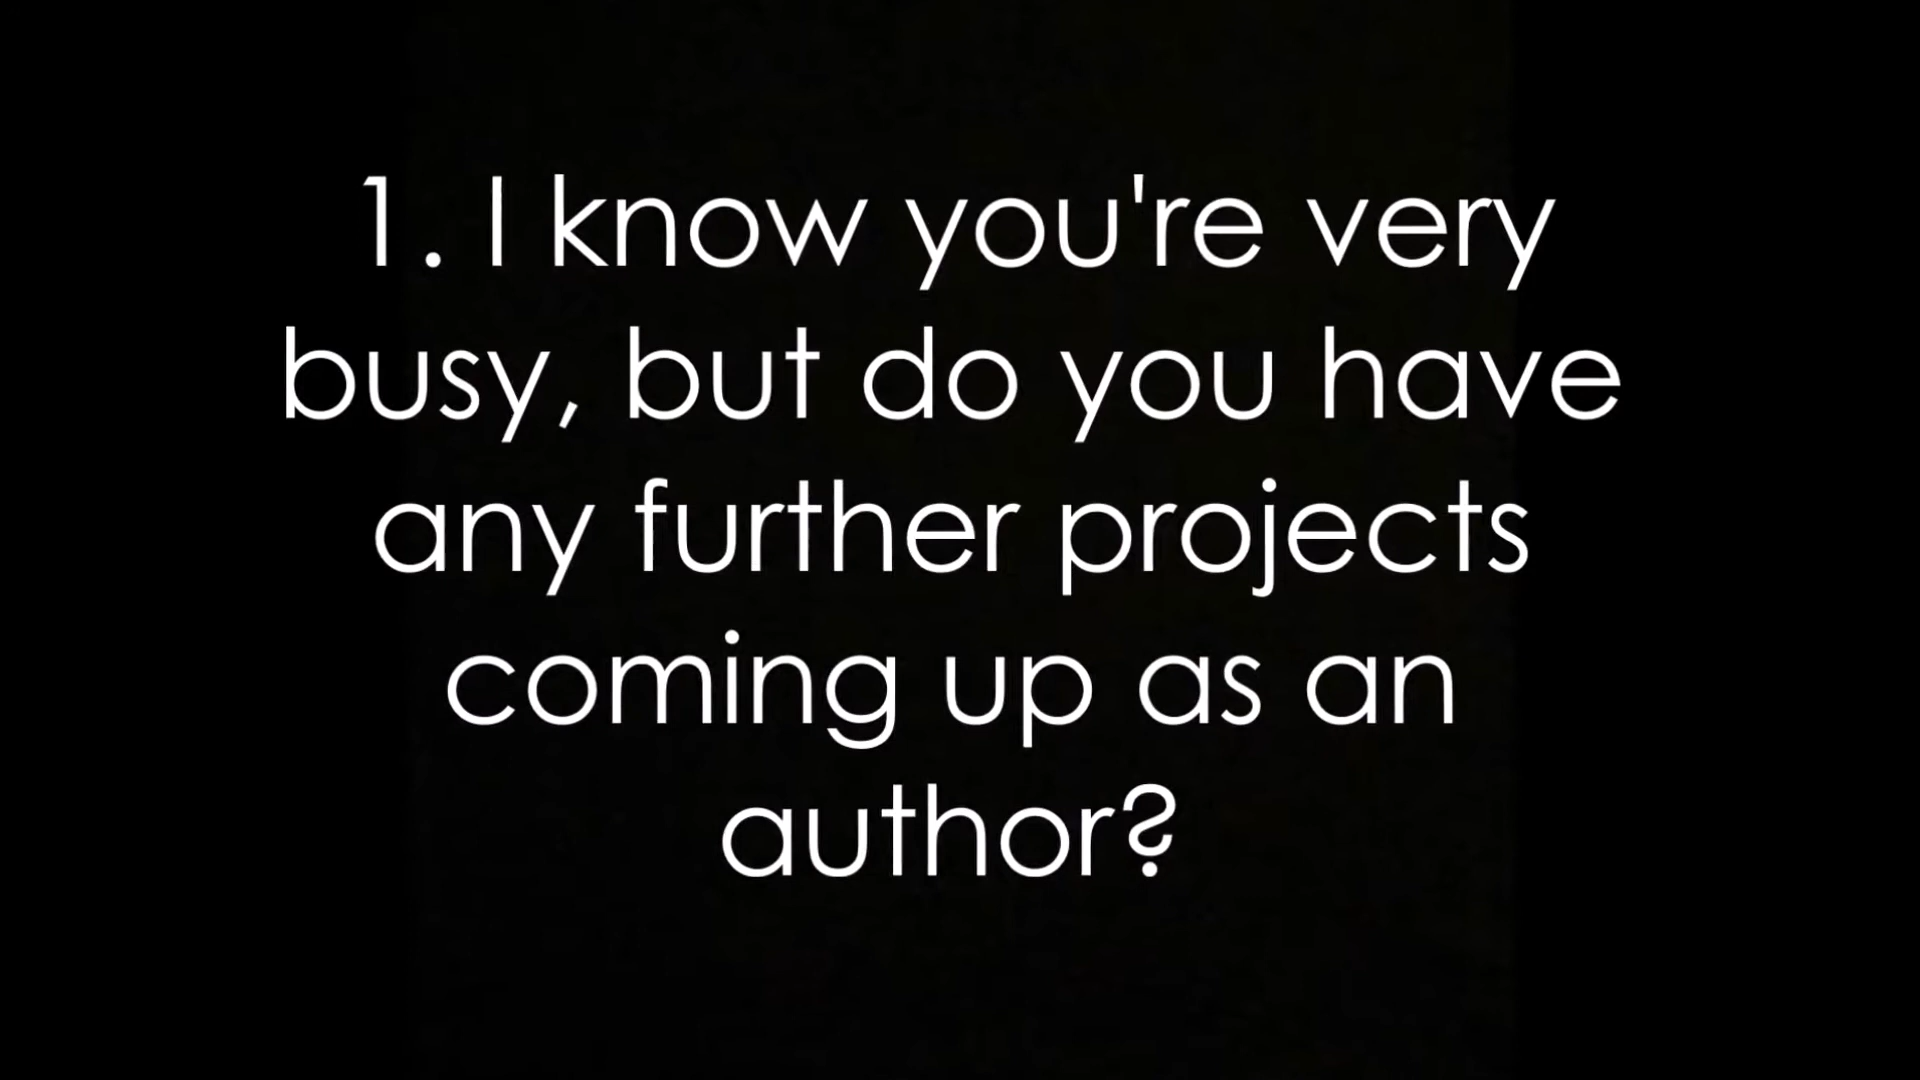 1. I know you're very
busy, but do you have
any further projects
coming up as an
author?